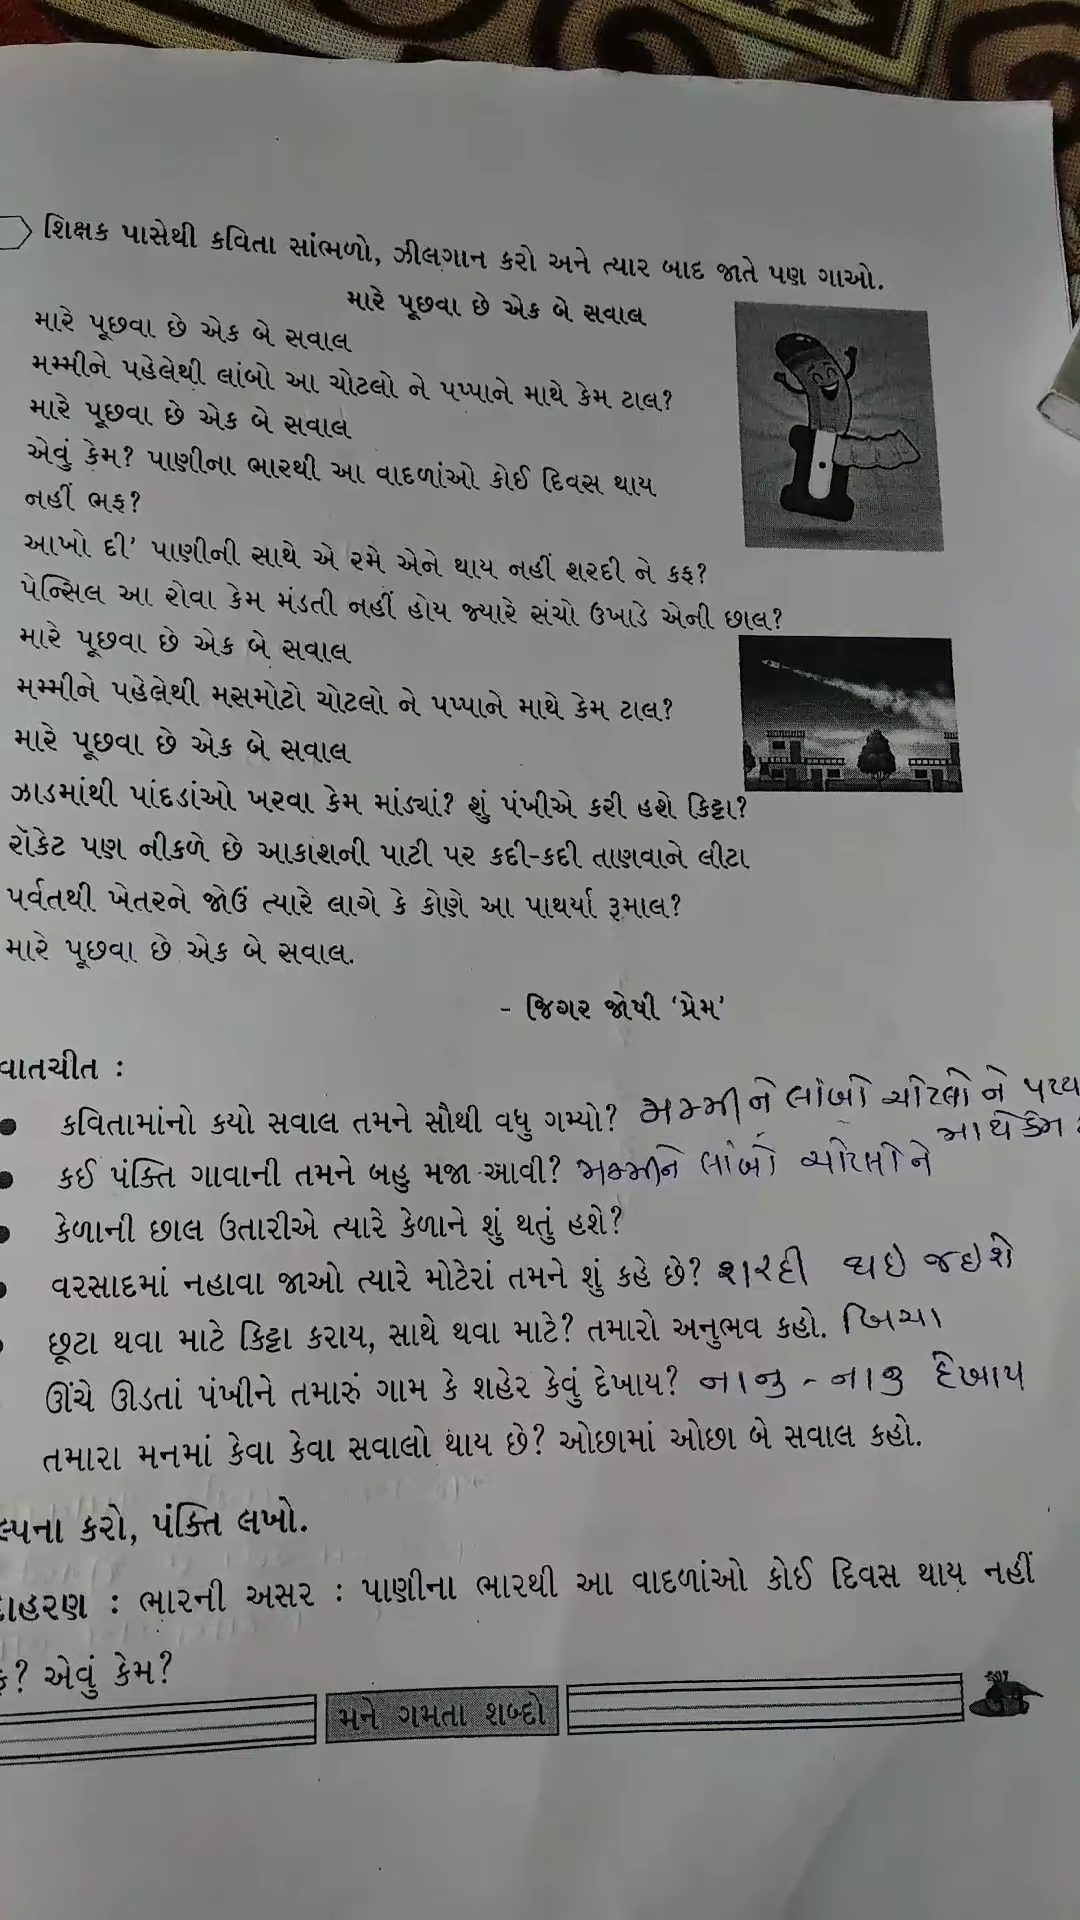 શિક્ષક પાસેથી કવિતા સાંભળો, ઝીલગાન કરો અને ત્યાર બાદ જાતે પણ ગાઓ.
મારે પૂછવા છે એક બે સવાલ
મારે પૂછવા છે એક બે સવાલ
મમ્મીને પહેલેથી લાંબો આ ચોટલો ને પપ્પાને માથે કેમ ટાલ?
મારે પૂછવા છે એક બે સવાલ
એવું કેમ? પાણીના ભારથી આ વાદળાંઓ કોઈ દિવસ થાય
નહીં ભફ?
આખો દી' પાણીની સાથે એ રમે એને થાય નહીં શરદી ને કફ?
પેન્સિલ આ રોવા કેમ મંડતી નહીં હોય જ્યારે સંચો ઉખાડે એની છાલ?
મારે પૂછવા છે એક બે સવાલ
મમ્મીને પહેલેથી મસમોટો ચોટલો ને પપ્પાને માથે કેમ ટાલ?
મારે પૂછવા છે એક બે સવાલ
ઝાડમાંથી પાંદડાંઓ ખરવા કેમ માંડ્યાં? શું પંખીએ કરી હશે કિટ્ટા?
રૉકેટ પણ નીકળે છે આકાશની પાટી પર કદી-કદી તાણવાને લીટા
પર્વતથી ખેતરને જોઉં ત્યારે લાગે કે કોણે આ પાથર્યા રૂમાલ?
મારે પૂછવા છે એક બે સવાલ.
- જિગર જોષી 'પ્રેમ'
વાતચીત :
કવિતામાંનો કયો સવાલ તમને સૌથી વધુ ગમ્યો? મમ્મીને લાંબો ચોટલો ને
માથે કેમ
કઈ પંક્તિ ગાવાની તમને બહુ મજા આવી? મમ્મીને લાંબો ચોટલો ને
કેળાની છાલ ઉતારીએ ત્યારે કેળાને શું થતું હશે?
વરસાદમાં નહાવા જાઓ ત્યારે મોટેરાં તમને શું કહે છે? શરદી થઇ જઇશે
છૂટા થવા માટે કિટ્ટા કરાય, સાથે થવા માટે? તમારો અનુભવ કહો. બિચા
ઊંચે ઊડતાં પંખીને તમારું ગામ કે શહેર કેવું દેખાય? નાનુ - નાનુ દેખાય
તમારા મનમાં કેવા કેવા સવાલો થાય છે? ઓછામાં ઓછા બે સવાલ કહો.
કરો, પંક્તિ લખો.
: ભારની અસર : પાણીના ભારથી આ વાદળાંઓ કોઈ દિવસ થાય નહીં
એવું કેમ?
મને ગમતા શબ્દો